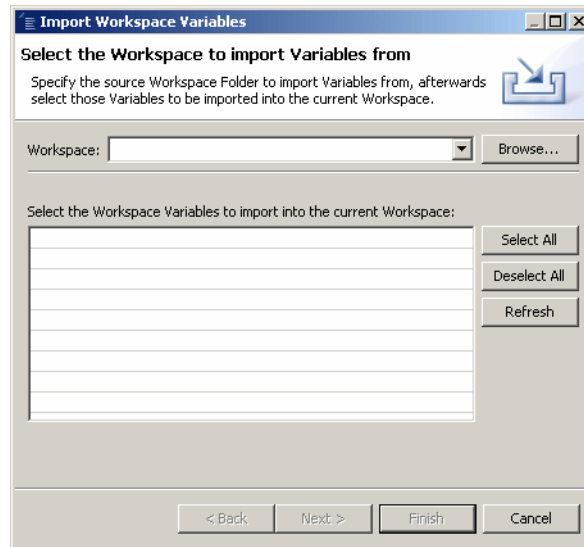 Import Workspace Variables
Select the Workspace to import Variables from
Specify the source Workspace Folder to import Variables from, afterwards
select those Variables to be imported into the current Workspace.
Workspace:
Browse...
Select the Workspace Variables to import into the current Workspace:
Select All
Deselect All
Refresh
< Back
Next >
Finish
Cancel